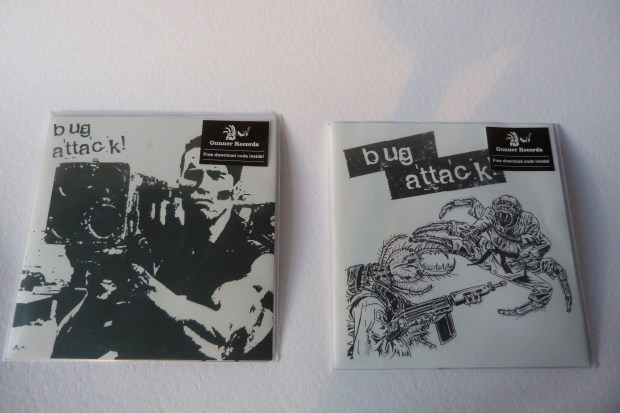 bug
attack!
Gunner Records
Free download code inside!
bug
attack!
Gunner Records
Free download code inside!